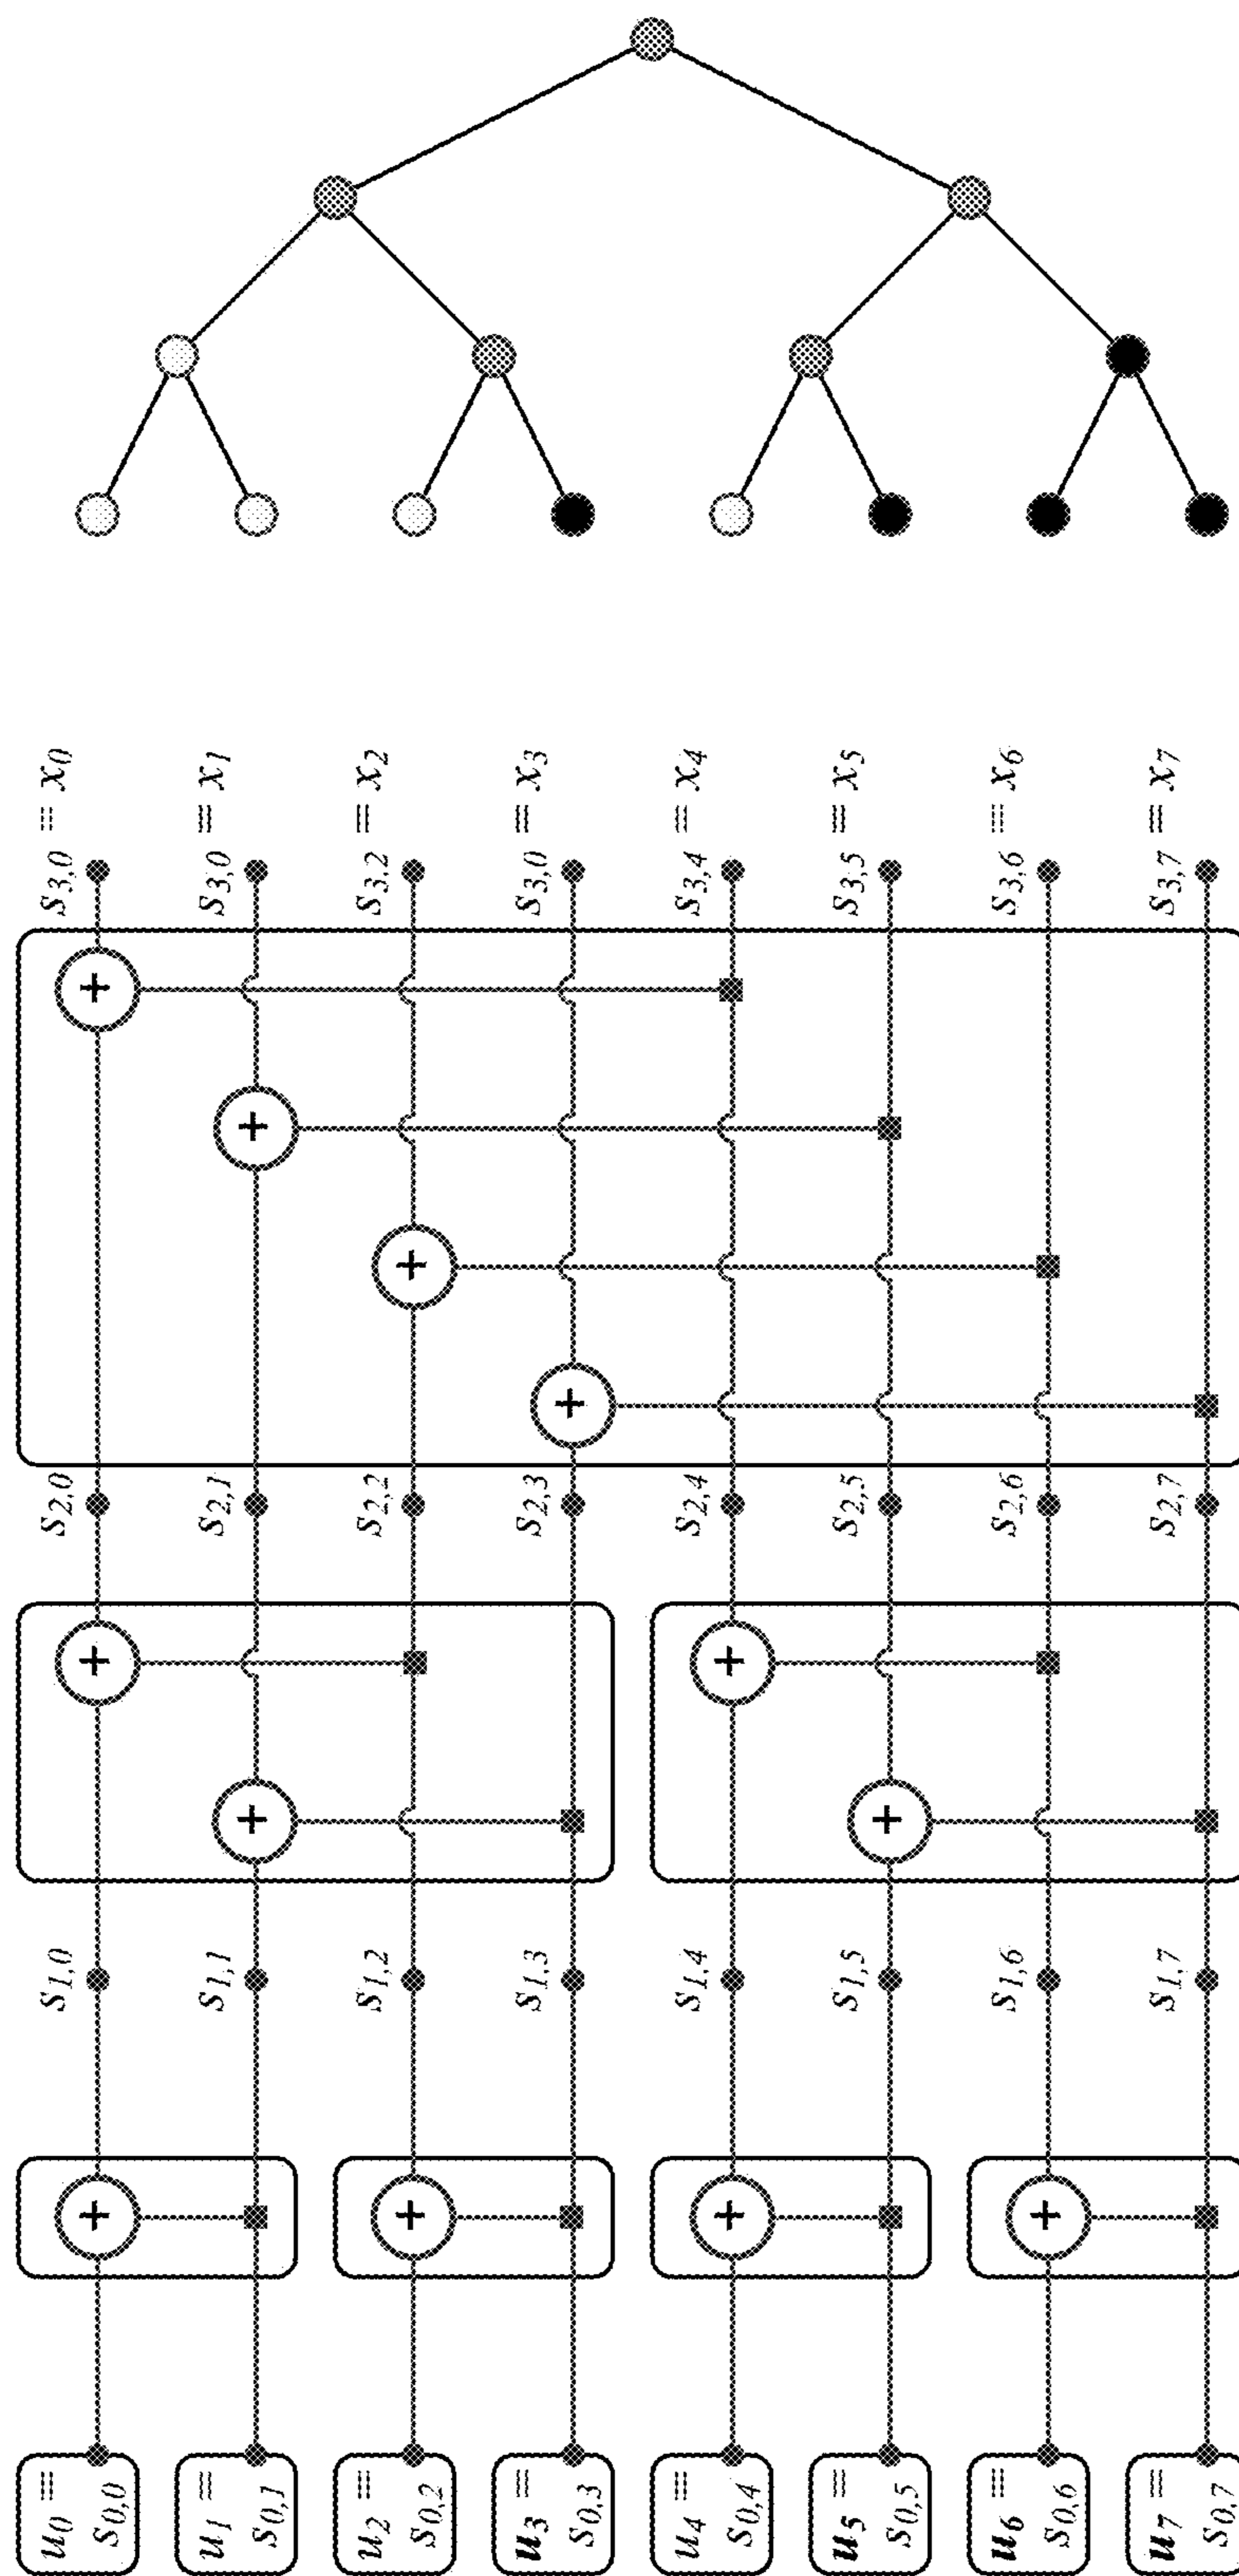 u0 =
s0,0
+
s1,0
+
s2,0
+
s3,0 = x0
u1 =
s0,1
s1,1
+
s2,1
+
s3,0 = x1
u2 =
s0,2
+
s1,2
s2,2
+
s3,2 = x2
u3 =
s0,3
s1,3
s2,3
+
s3,0 = x3
u4 =
s0,4
+
s1,4
+
s2,4
s3,4 = x4
u5 =
s0,5
s1,5
+
s2,5
s3,5 = x5
u6 =
s0,6
+
s1,6
s2,6
s3,6 = x6
u7 =
s0,7
s1,7
s2,7
s3,7 = x7